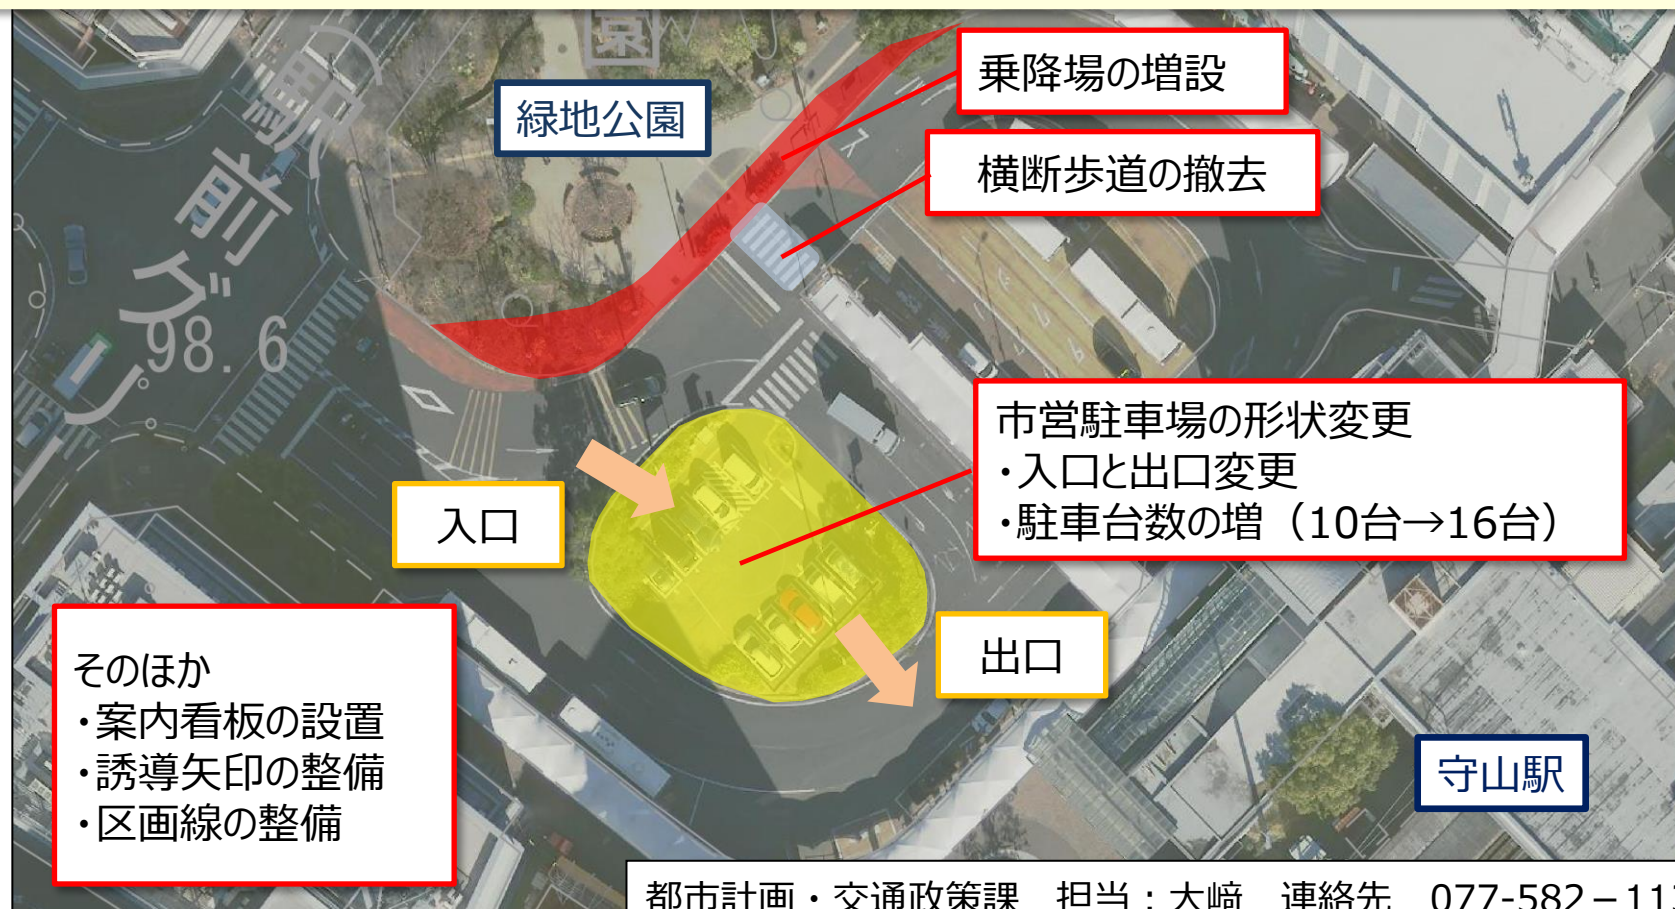 園
(駅前グ
98.6
緑地公園
乗降場の増設
横断歩道の撤去
市営駐車場の形状変更
・入口と出口変更
・駐車台数の増（10台→16台）
入口
出口
そのほか
・案内看板の設置
・誘導矢印の整備
・区画線の整備
守山駅
都市計画・交通政策課　担当：大﨑　連絡先　077-582－11